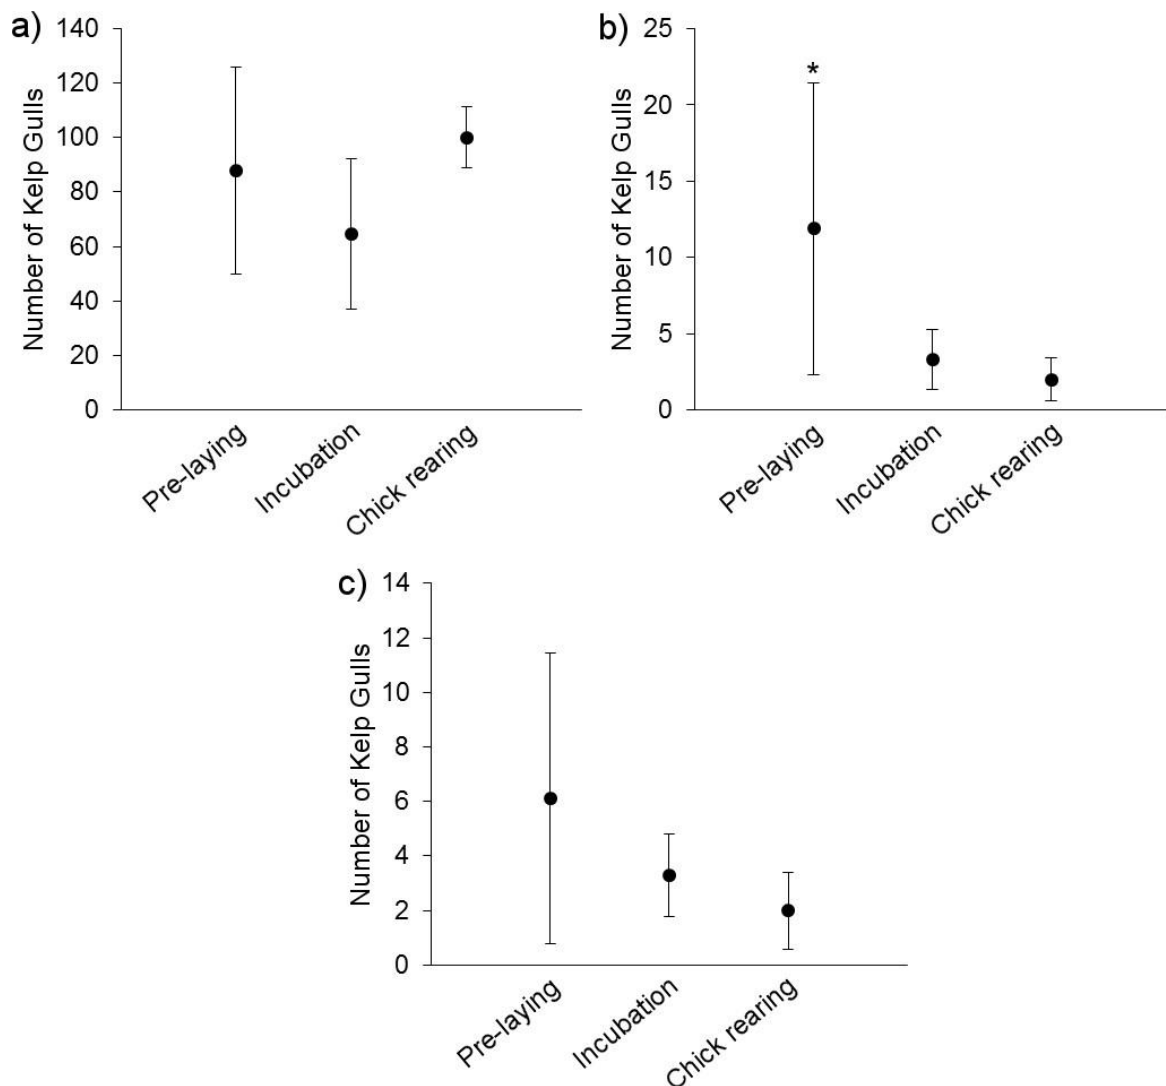 a)
Number of Kelp Gulls
140
120
100
80
60
40
20
0
Pre-laying
Incubation
Chick rearing
b)
Number of Kelp Gulls
25
20
15
10
5
0
*
Pre-laying
Incubation
Chick rearing
c)
Number of Kelp Gulls
14
12
10
8
6
4
2
0
Pre-laying
Incubation
Chick rearing